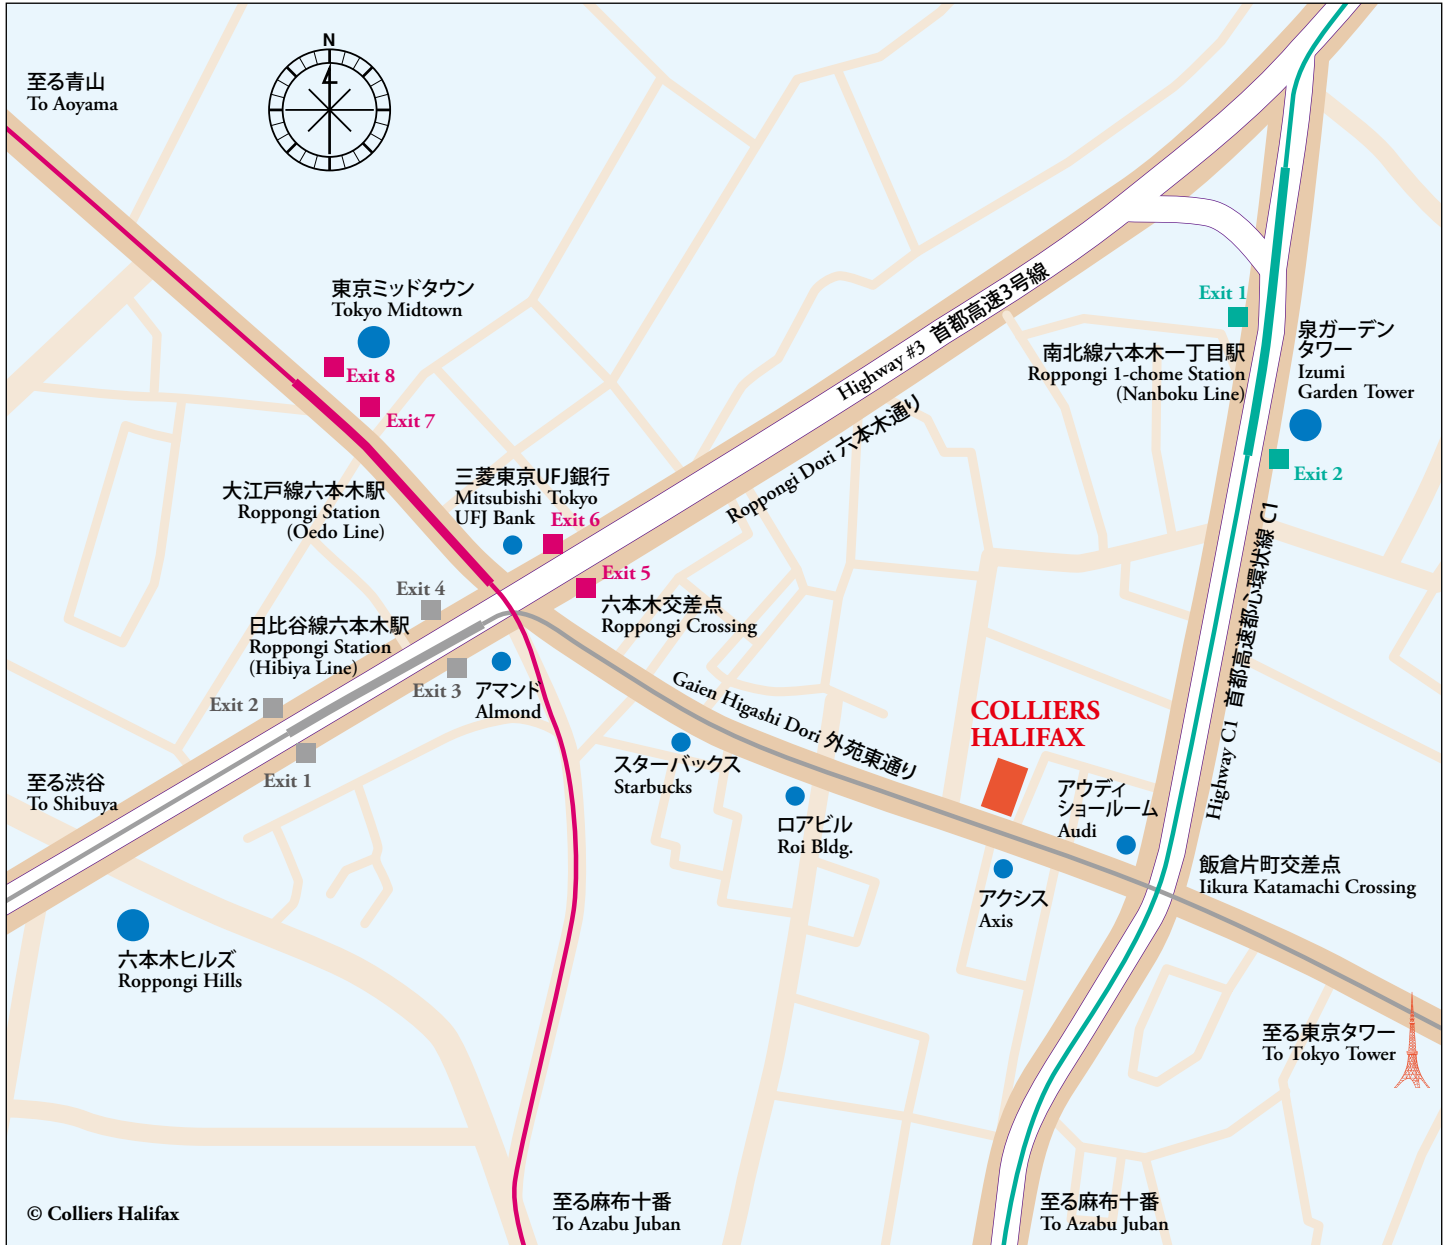 N
至る青山
To Aoyama
東京ミッドタウン
Tokyo Midtown
Exit 8
Exit 7
大江戸線六本木駅
Roppongi Station
(Oedo Line)
三菱東京UFJ銀行
Mitsubishi Tokyo
UFJ Bank
Exit 6
Exit 5
六本木交差点
Roppongi Crossing
Highway #3 首都高速3号線
Roppongi Dori 六本木通り
Exit 1
南北線六本木一丁目駅
Roppongi 1-chome Station
(Nanboku Line)
泉ガーデン
タワー
Izumi
Garden Tower
Exit 2
Highway C1 首都高速都心環状線 C1
Exit 4
日比谷線六本木駅
Roppongi Station
(Hibiya Line)
Exit 3
Exit 2
Exit 1
アマンド
Almond
至る渋谷
To Shibuya
Gaien Higashi Dori 外苑東通り
スターバックス
Starbucks
ロアビル
Roi Bldg.
COLLIERS
HALIFAX
アウディ
ショールーム
Audi
アクシス
Axis
飯倉片町交差点
Iikura Katamachi Crossing
六本木ヒルズ
Roppongi Hills
至る東京タワー
To Tokyo Tower
至る麻布十番
To Azabu Juban
至る麻布十番
To Azabu Juban
© Colliers Halifax